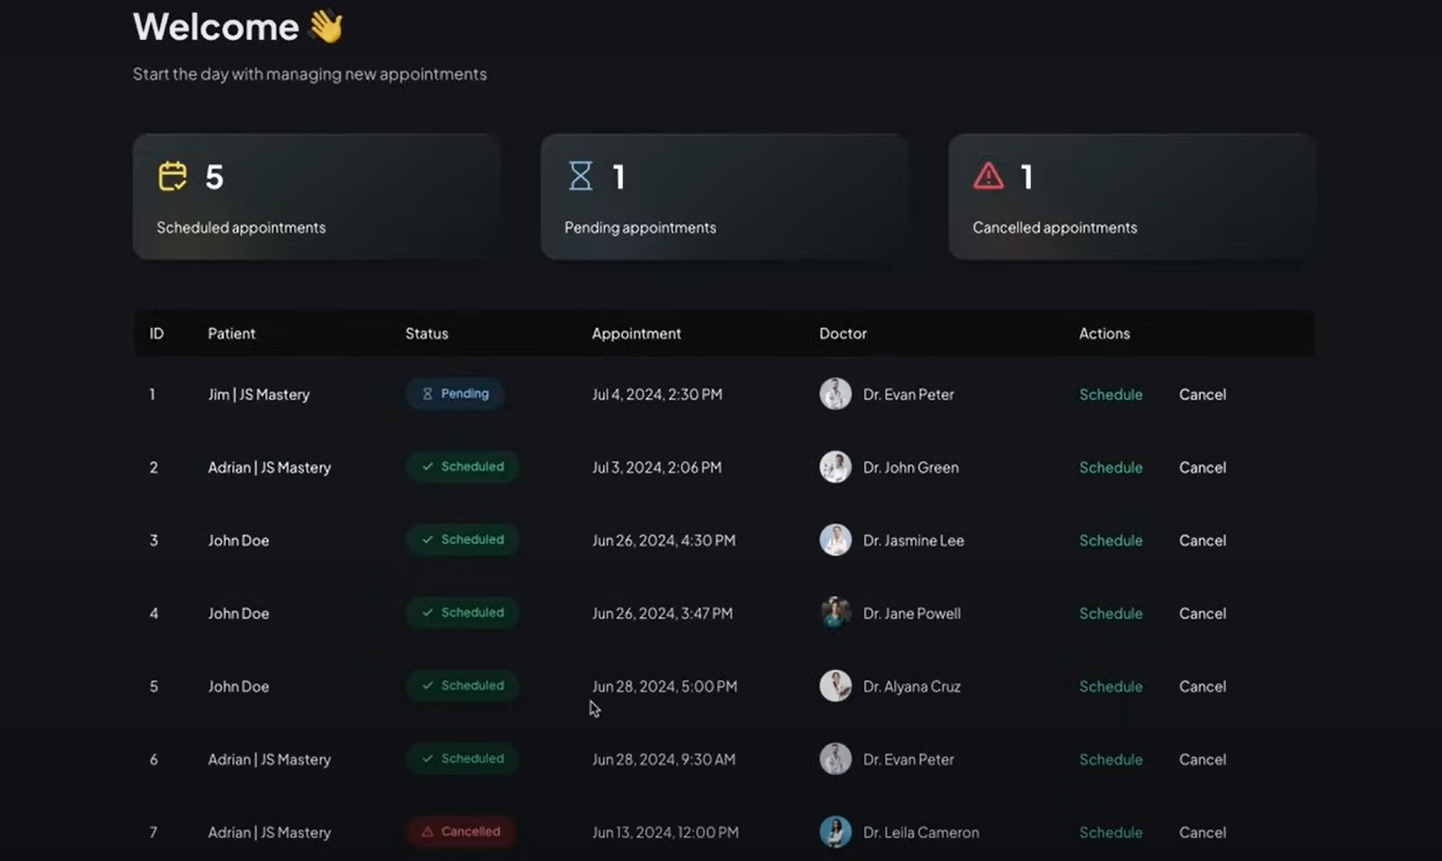 Welcome 👋
Start the day with managing new appointments
5
Scheduled appointments
1
Pending appointments
1
Cancelled appointments
ID Patient Status Appointment Doctor Actions
1 Jim | JS Mastery Pending Jul 4, 2024, 2:30 PM Dr. Evan Peter Schedule Cancel
2 Adrian | JS Mastery Scheduled Jul 3, 2024, 2:06 PM Dr. John Green Schedule Cancel
3 John Doe Scheduled Jun 26, 2024, 4:30 PM Dr. Jasmine Lee Schedule Cancel
4 John Doe Scheduled Jun 26, 2024, 3:47 PM Dr. Jane Powell Schedule Cancel
5 John Doe Scheduled Jun 28, 2024, 5:00 PM Dr. Alyana Cruz Schedule Cancel
6 Adrian | JS Mastery Scheduled Jun 28, 2024, 9:30 AM Dr. Evan Peter Schedule Cancel
7 Adrian | JS Mastery Cancelled Jun 13, 2024, 12:00 PM Dr. Leila Cameron Schedule Cancel